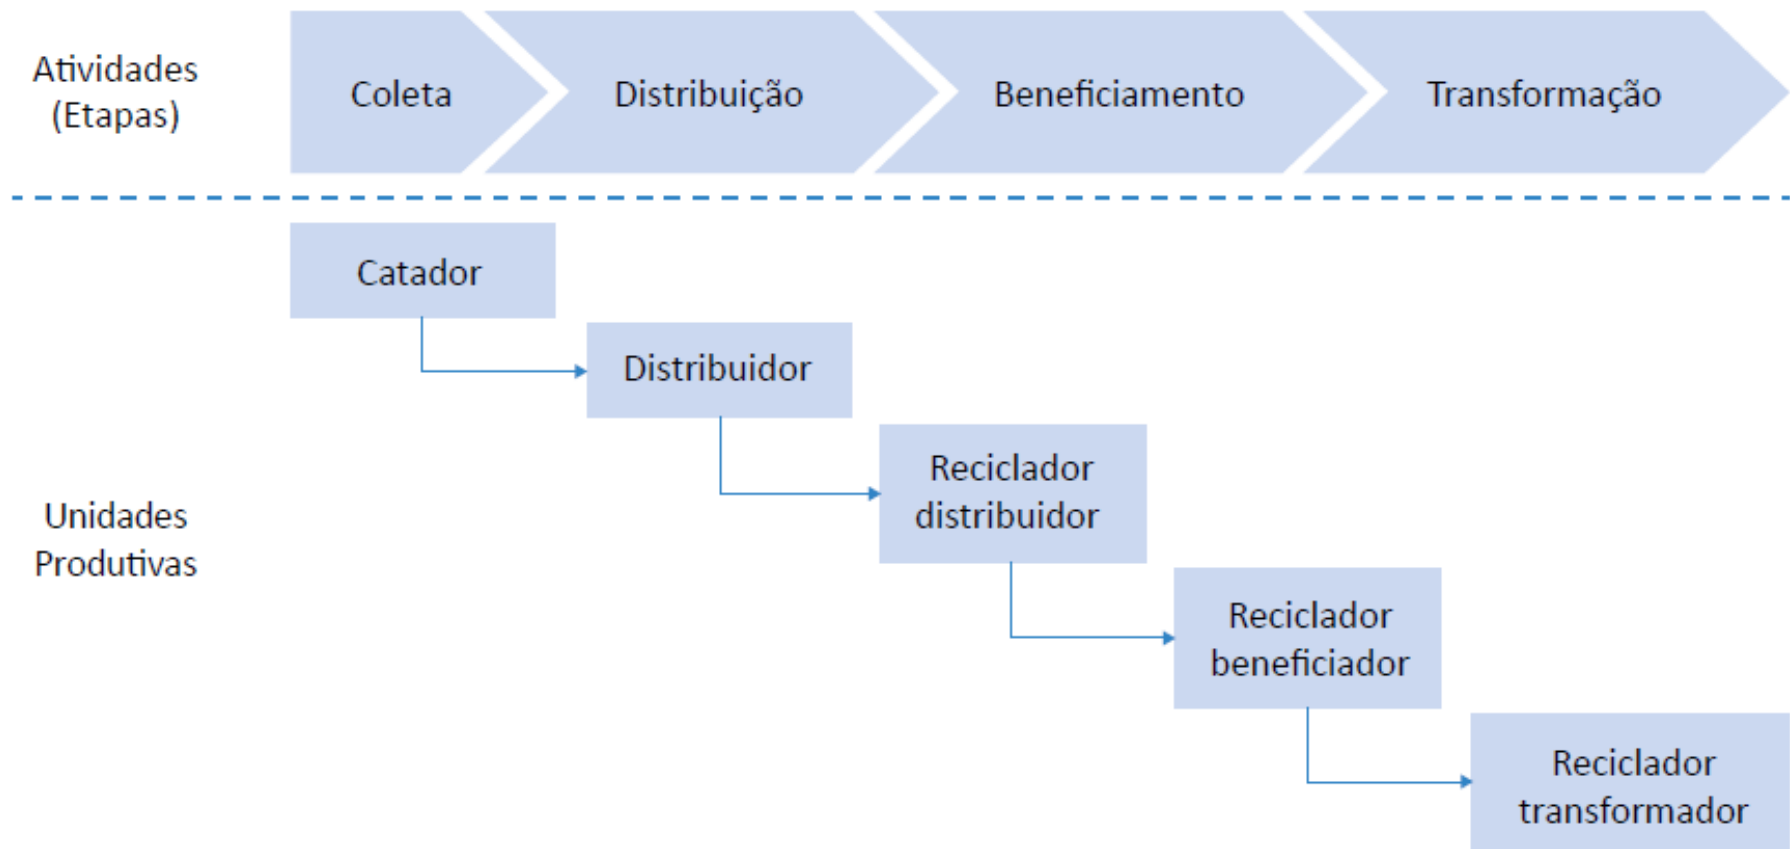 Atividades
(Etapas)
Coleta
Distribuição
Beneficiamento
Transformação
Catador
Distribuidor
Reciclador
distribuidor
Unidades
Produtivas
Reciclador
beneficiador
Reciclador
transformador